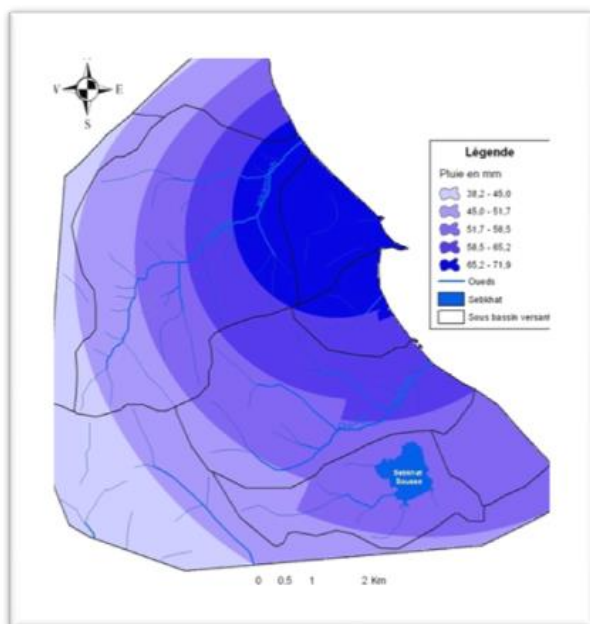 E
S
Légende
Pluie en mm
38,2 - 45,0
45,0 - 51,7
51,7 - 58,5
58,5 - 65,2
65,2 - 71,9
Oueds
Sebkhat
Sous bassin versant
Sebkhat
Sousse
0 0.5 1 2 Km